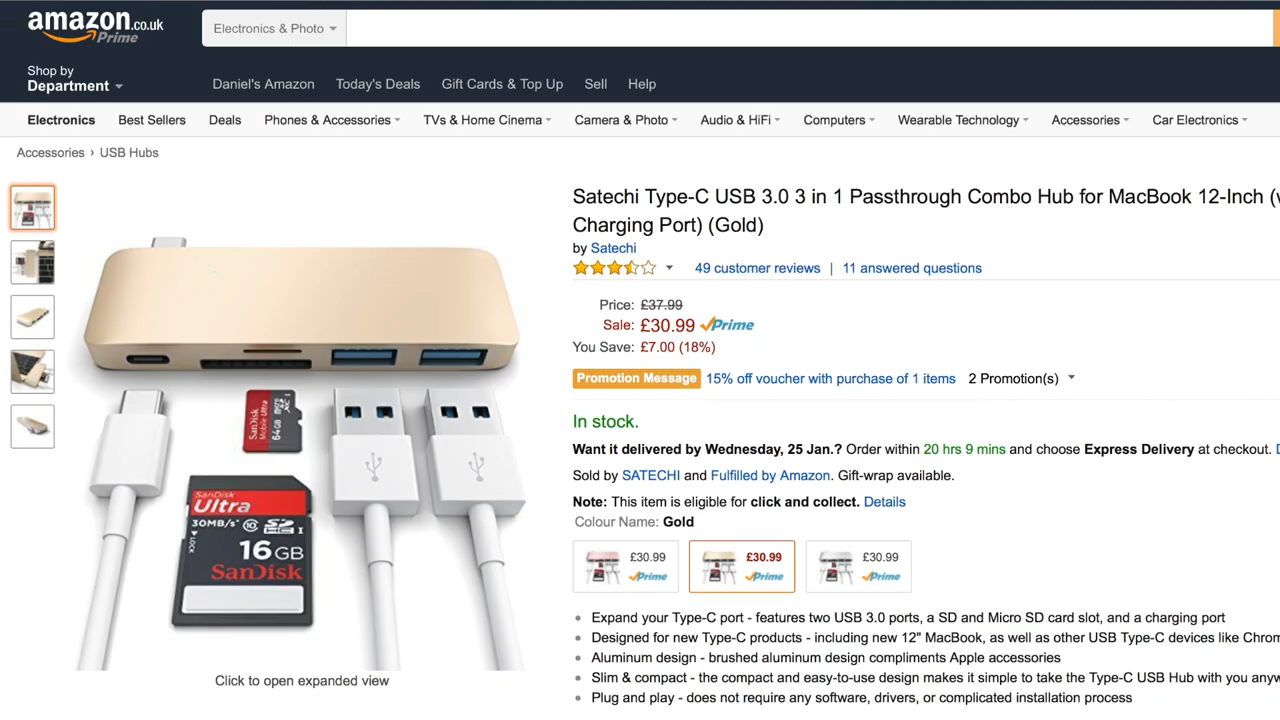 amazon.co.uk
Prime
Electronics & Photo
Shop by
Department
Daniel's Amazon Today's Deals Gift Cards & Top Up Sell Help
Electronics Best Sellers Deals Phones & Accessories TVs & Home Cinema Camera & Photo Audio & HiFi Computers Wearable Technology Accessories Car Electronics
Accessories › USB Hubs
Satechi Type-C USB 3.0 3 in 1 Passthrough Combo Hub for MacBook 12-Inch (
Charging Port) (Gold)
by Satechi
49 customer reviews | 11 answered questions
Price: £37.99
Sale: £30.99 Prime
You Save: £7.00 (18%)
Promotion Message 15% off voucher with purchase of 1 items 2 Promotion(s)
In stock.
Want it delivered by Wednesday, 25 Jan.? Order within 20 hrs 9 mins and choose Express Delivery at checkout.
Sold by SATECHI and Fulfilled by Amazon. Gift-wrap available.
Note: This item is eligible for click and collect. Details
Colour Name: Gold
£30.99 £30.99 £30.99
Prime Prime Prime
Expand your Type-C port - features two USB 3.0 ports, a SD and Micro SD card slot, and a charging port
Designed for new Type-C products - including new 12" MacBook, as well as other USB Type-C devices like Chrom
Aluminum design - brushed aluminum design compliments Apple accessories
Slim & compact - the compact and easy-to-use design makes it simple to take the Type-C USB Hub with you anyw
Plug and play - does not require any software, drivers, or complicated installation process
SanDisk
Mobile Ultra
64GB
micro
SanDisk
Ultra
30MB/s 10 SDHC I
LOCK
16GB
SanDisk
Click to open expanded view